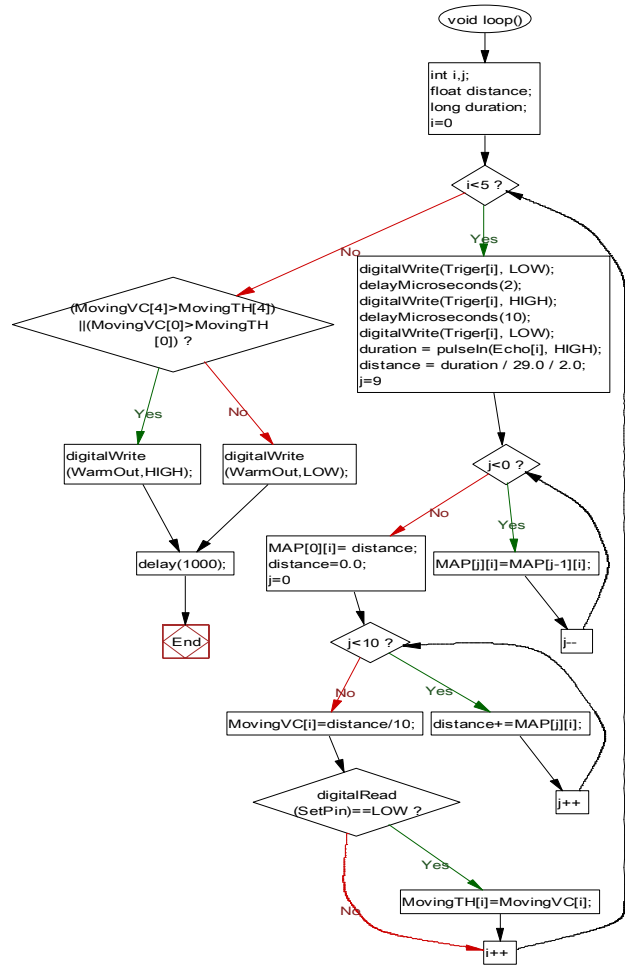 void loop()
int i,j;
float distance;
long duration;
i=0
i<5 ?
No
Yes
(MovingVC[4]>MovingTH[4])
||(MovingVC[0]>MovingTH
[0]) ?
digitalWrite(Triger[i], LOW);
delayMicroseconds(2);
digitalWrite(Triger[i], HIGH);
delayMicroseconds(10);
digitalWrite(Triger[i], LOW);
duration = pulseIn(Echo[i], HIGH);
distance = duration / 29.0 / 2.0;
j=9
Yes
No
digitalWrite
(WarmOut,HIGH);
digitalWrite
(WarmOut,LOW);
delay(1000);
End
j<0 ?
No
Yes
MAP[0][i]= distance;
distance=0.0;
j=0
MAP[j][i]=MAP[j-1][i];
j--
j<10 ?
No
Yes
MovingVC[i]=distance/10;
distance+=MAP[j][i];
j++
digitalRead
(SetPin)==LOW ?
Yes
No
MovingTH[i]=MovingVC[i];
i++